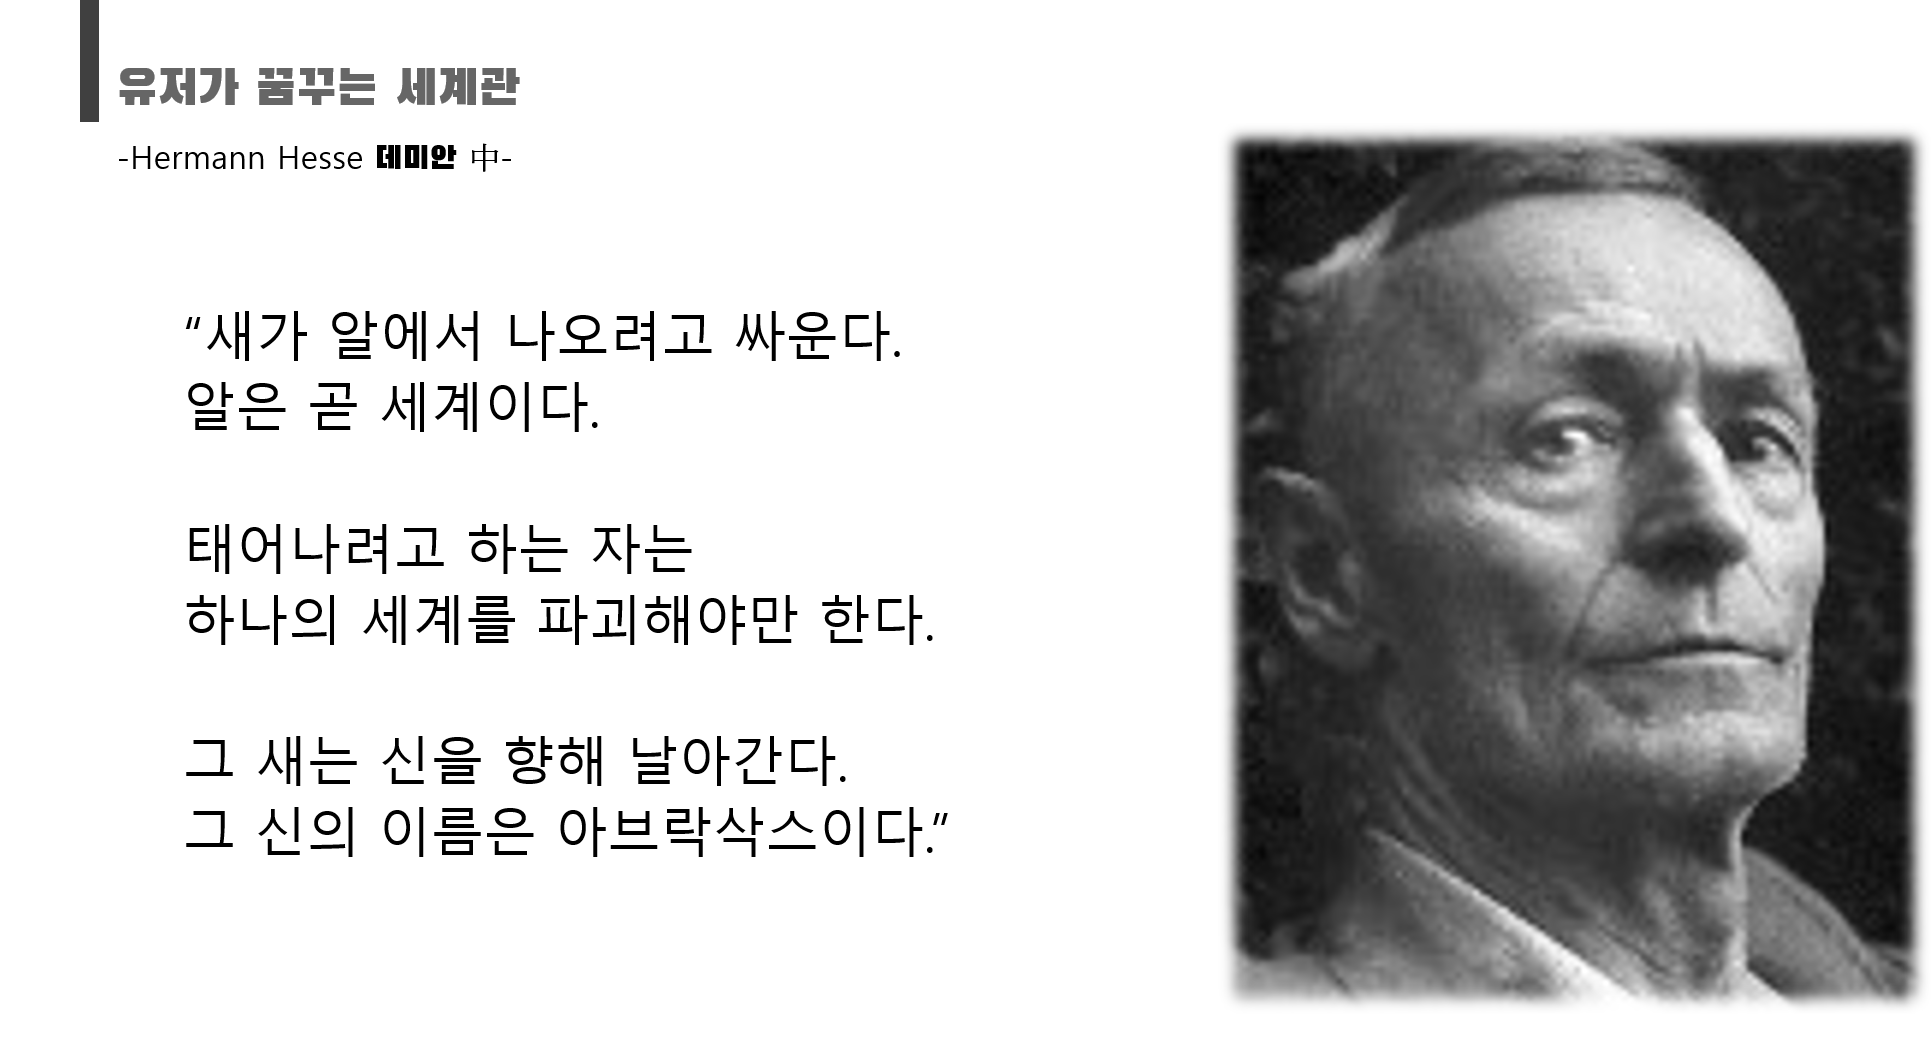 유저가 꿈꾸는 세계관
-Hermann Hesse 데미안 中-
“새가 알에서 나오려고 싸운다.
알은 곧 세계이다.
태어나려고 하는 자는
하나의 세계를 파괴해야만 한다.
그 새는 신을 향해 날아간다.
그 신의 이름은 아브락삭스이다.”